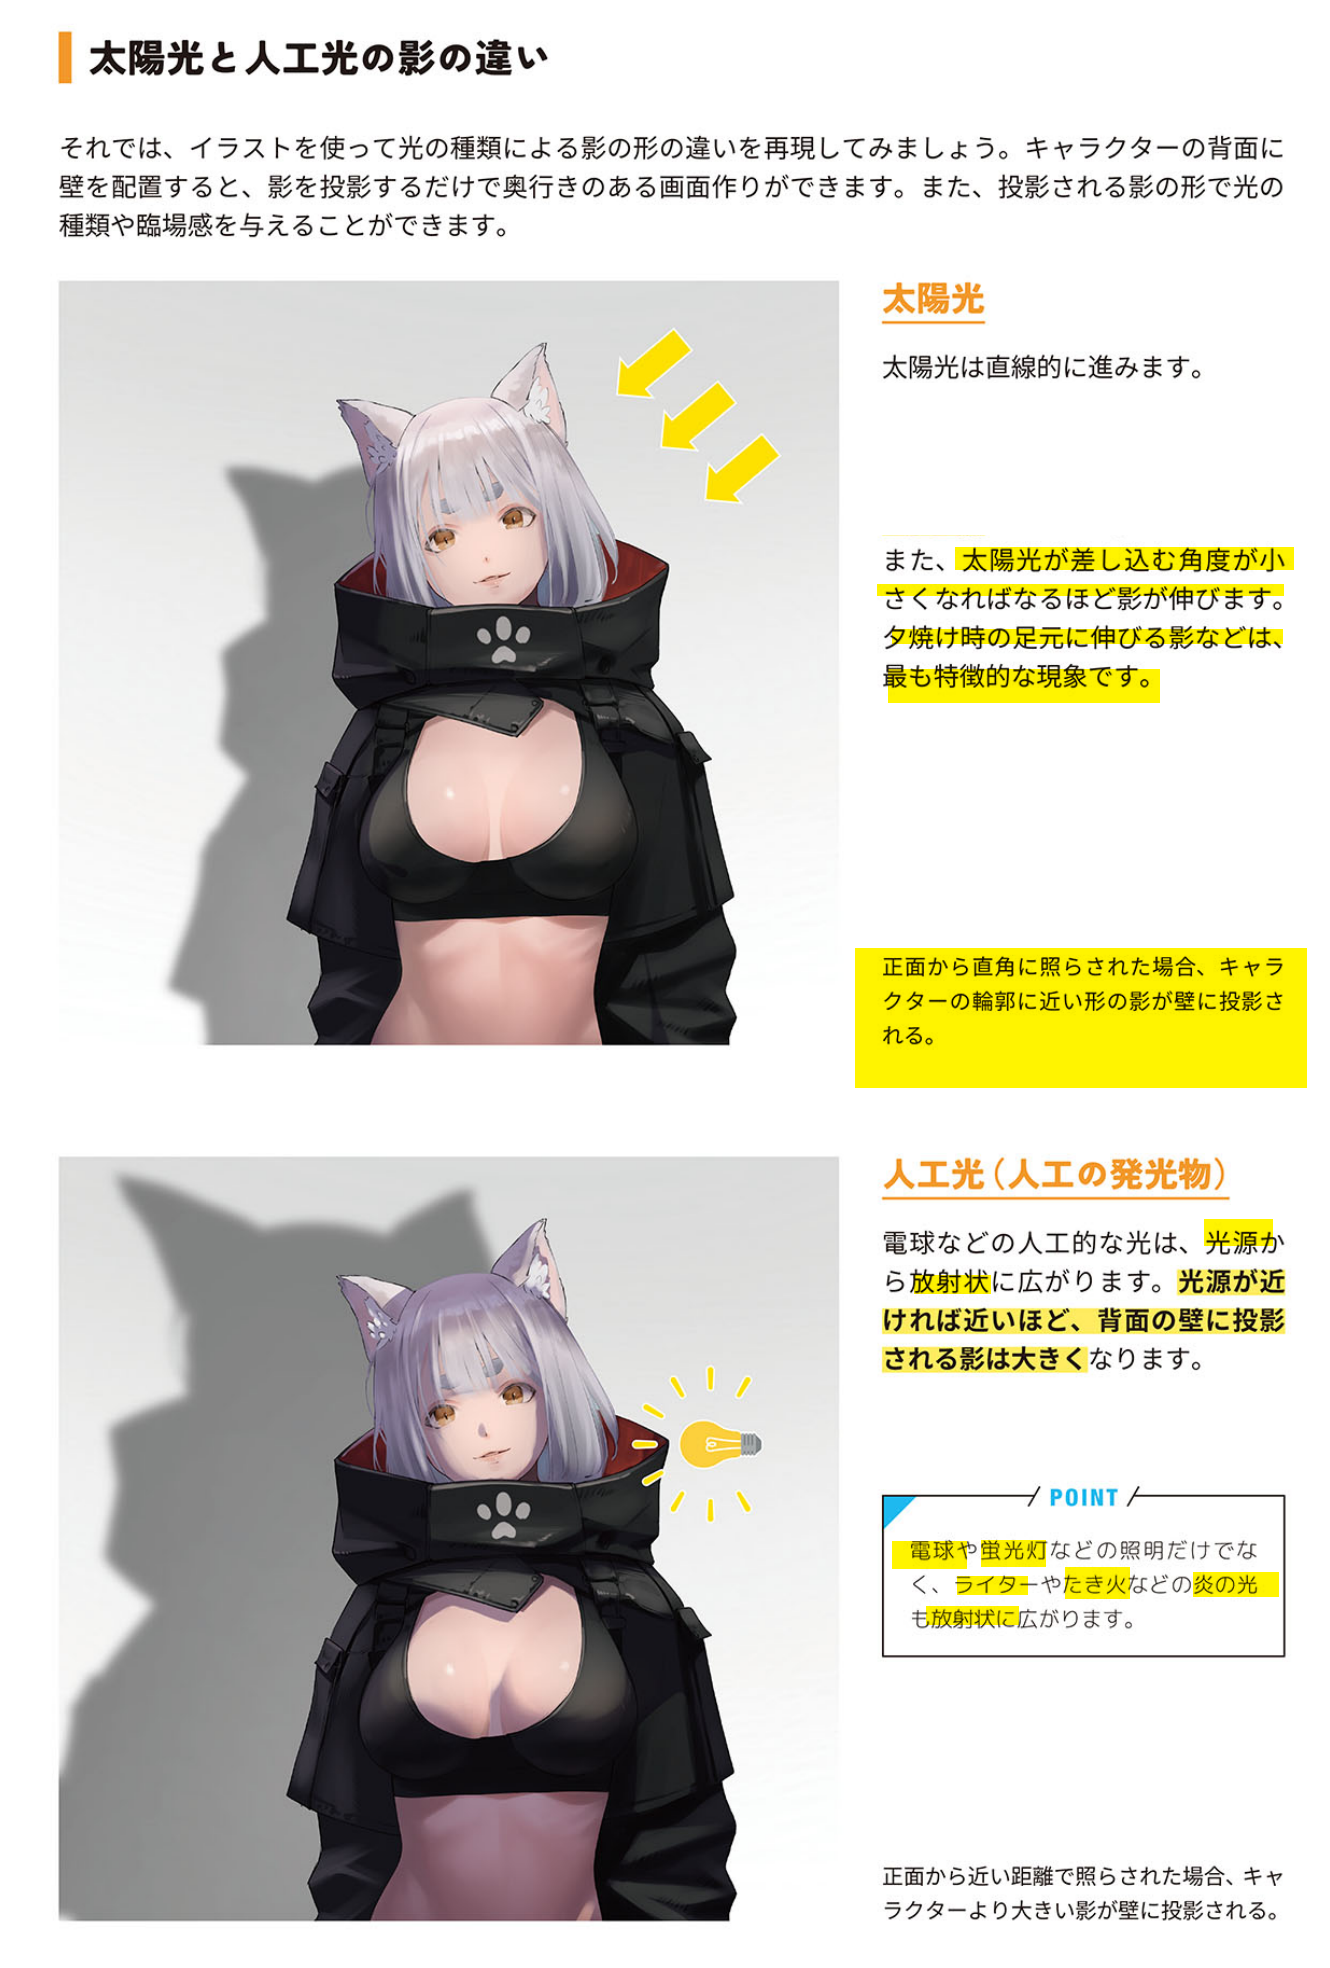 太陽光と人工光の影の違い
それでは、イラストを使って光の種類による影の形の違いを再現してみましょう。キャラクターの背面に
壁を配置すると、影を投影するだけで奥行きのある画面作りができます。また、投影される影の形で光の
種類や臨場感を与えることができます。
太陽光
太陽光は直線的に進みます。
また、太陽光が差し込む角度が小
さくなればなるほど影が伸びます。
夕焼け時の足元に伸びる影などは、
最も特徴的な現象です。
正面から直角に照らされた場合、キャラ
クターの輪郭に近い形の影が壁に投影さ
れる。
人工光（人工の発光物）
電球などの人工的な光は、光源か
ら放射状に広がります。光源が近
ければ近いほど、背面の壁に投影
される影は大きくなります。
POINT
電球や蛍光灯などの照明だけでな
く、ライターやたき火などの炎の光
も放射状に広がります。
正面から近い距離で照らされた場合、キャ
ラクターより大きい影が壁に投影される。